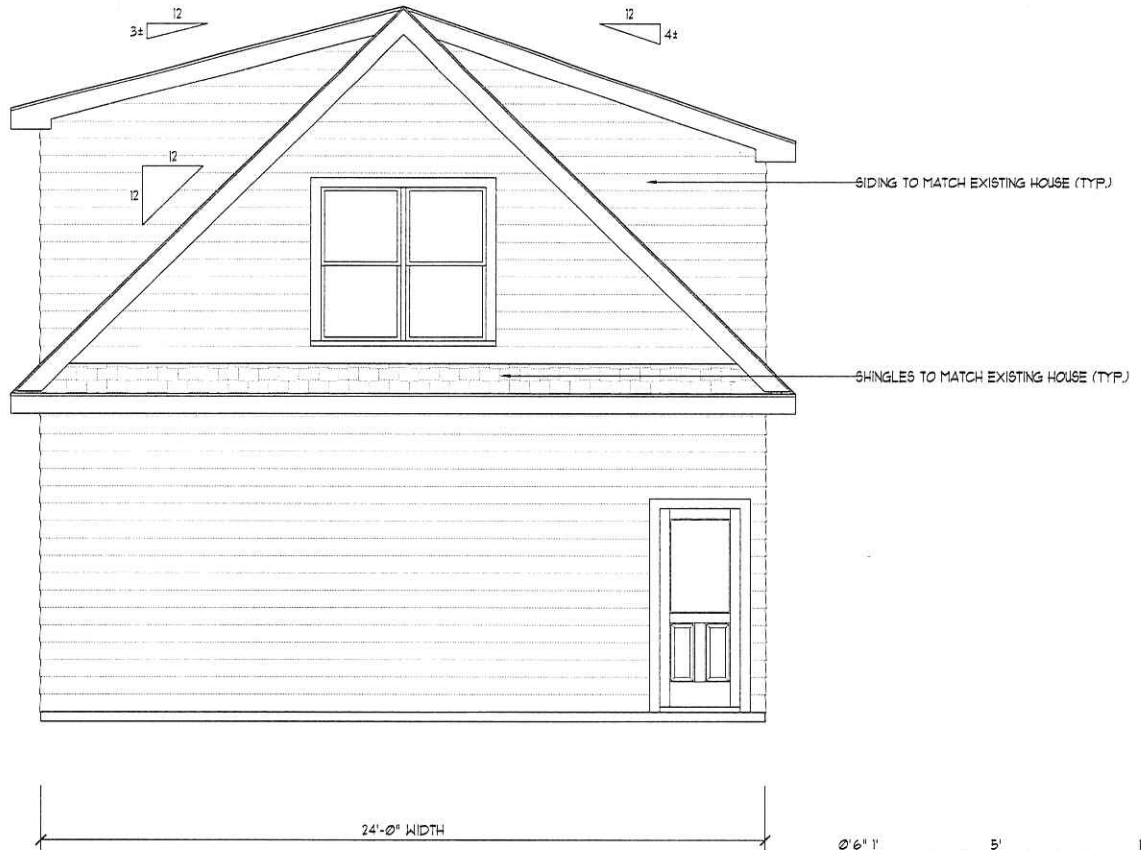 12
3±
12
4±
12
12
SIDING TO MATCH EXISTING HOUSE (TYP.)
SHINGLES TO MATCH EXISTING HOUSE (TYP.)
24'-0" WIDTH
0'6" 1' 5'